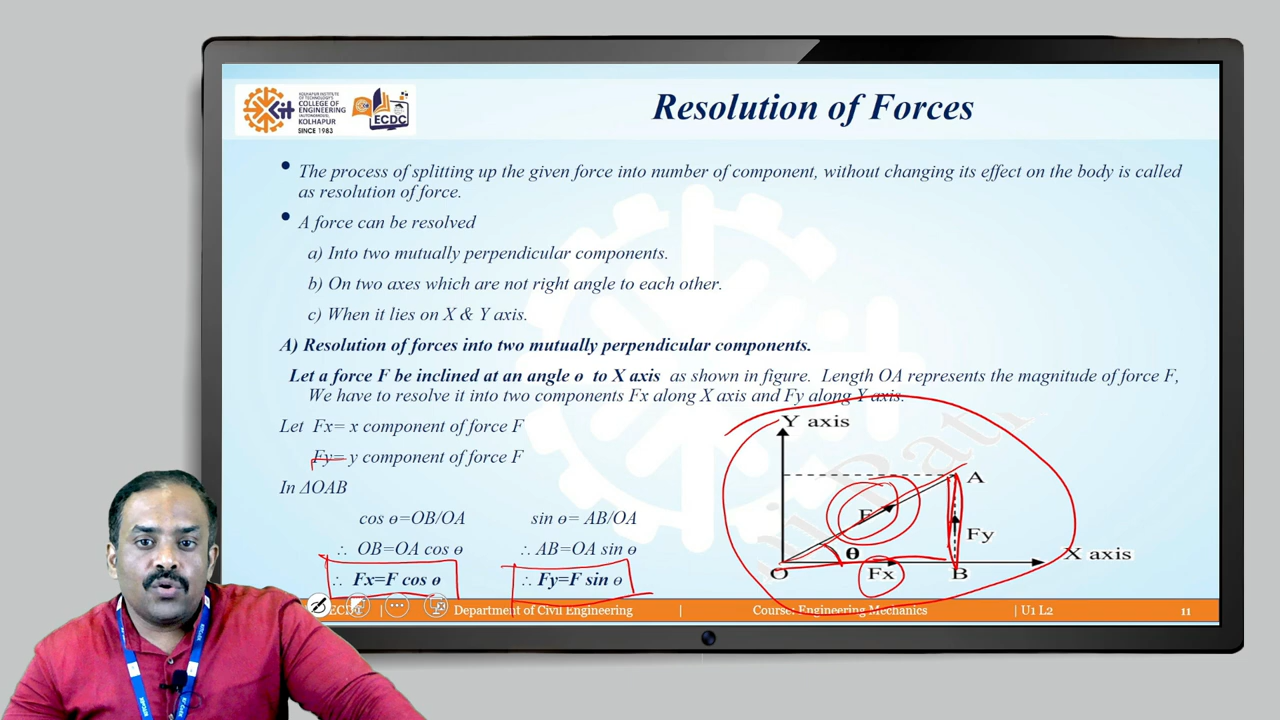 KOLHAPUR INSTITUTE
OF TECHNOLOGY'S
COLLEGE OF
ENGINEERING
(AUTONOMOUS),
KOLHAPUR
SINCE 1983
Kit
ECDC
Resolution of Forces
• The process of splitting up the given force into number of component, without changing its effect on the body is called
as resolution of force.
• A force can be resolved
a) Into two mutually perpendicular components.
b) On two axes which are not right angle to each other.
c) When it lies on X & Y axis.
A) Resolution of forces into two mutually perpendicular components.
Let a force F be inclined at an angle ө to X axis as shown in figure. Length OA represents the magnitude of force F,
We have to resolve it into two components Fx along X axis and Fy along Y axis.
Let Fx= x component of force F
Fy= y component of force F
In ΔOAB
cos ө=OB/OA sin ө= AB/OA
∴ OB=OA cos ө ∴ AB=OA sin ө
∴ Fx=F cos ө ∴ Fy=F sin ө
Y axis
A
F
Fy
θ
X axis
O Fx B
ECDC | Department of Civil Engineering | Course: Engineering Mechanics | U1 L2 11